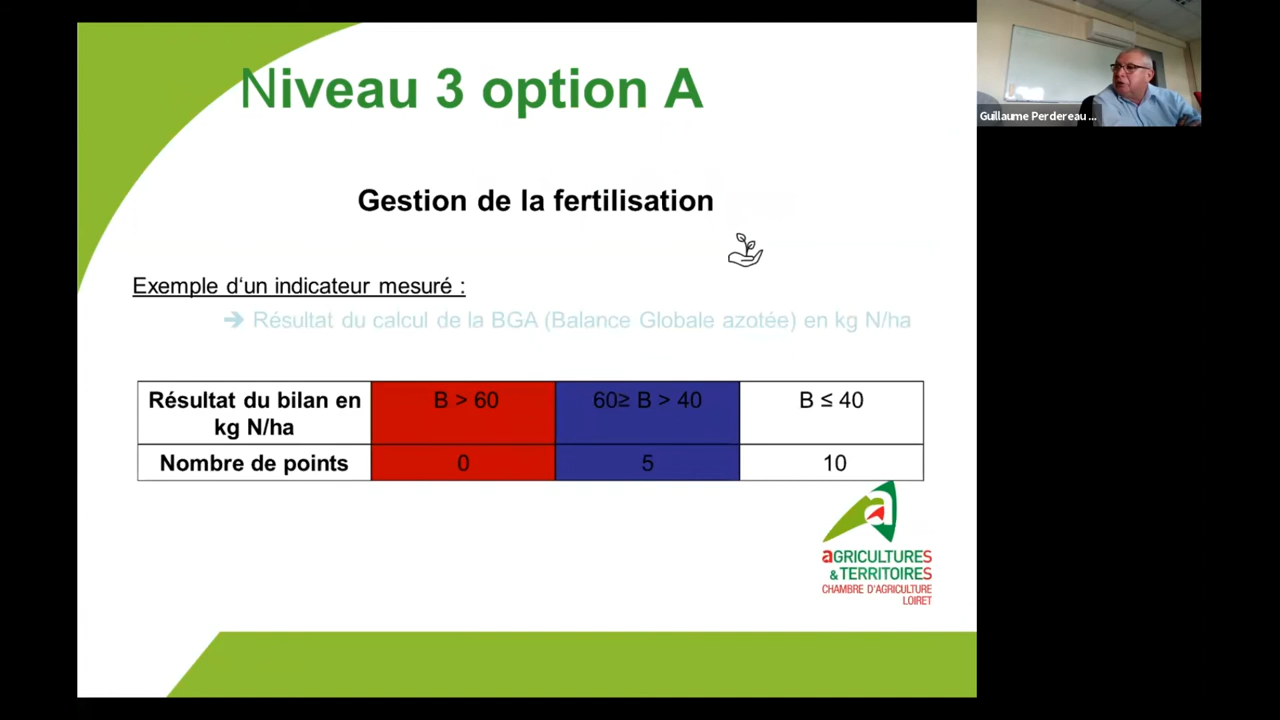 Niveau 3 option A
Guillaume Perdereau ...
Gestion de la fertilisation
Exemple d'un indicateur mesuré :
➔ Résultat du calcul de la BGA (Balance Globale azotée) en kg N/ha
Résultat du bilan en kg N/ha
B > 60
60≥ B > 40
B ≤ 40
Nombre de points
0
5
10
aGRICULTURES
& TERRITOIRES
CHAMBRE D'AGRICULTURE
LOIRET